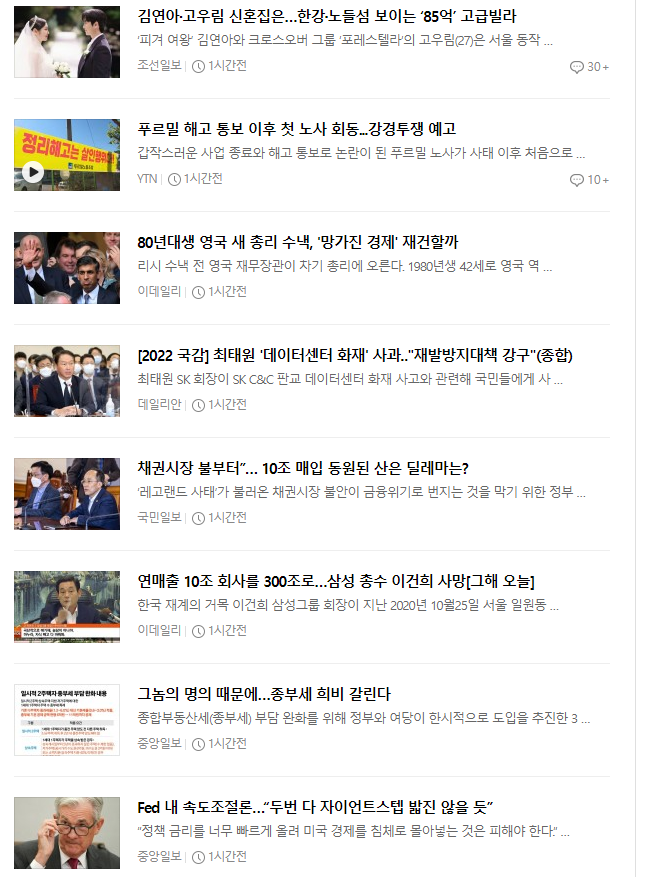 김연아·고우림 신혼집은…한강·노들섬 보이는 ‘85억’ 고급빌라
‘피겨 여왕’ 김연아와 크로스오버 그룹 ‘포레스텔라’의 고우림(27)은 서울 동작 ...
조선일보 1시간전 30+
정리해고는 살인행위
푸르밀 해고 통보 이후 첫 노사 회동...강경투쟁 예고
갑작스러운 사업 종료와 해고 통보로 논란이 된 푸르밀 노사가 사태 이후 처음으로 ...
YTN 1시간전 10+
80년대생 영국 새 총리 수낵, '망가진 경제' 재건할까
리시 수낵 전 영국 재무장관이 차기 총리에 오른다. 1980년생 42세로 영국 역 ...
이데일리 1시간전
[2022 국감] 최태원 '데이터센터 화재' 사과.."재발방지대책 강구"(종합)
최태원 SK 회장이 SK C&C 판교 데이터센터 화재 사고와 관련해 국민들에게 사 ...
데일리안 1시간전
채권시장 불부터”… 10조 매입 동원된 산은 딜레마는?
‘레고랜드 사태’가 불러온 채권시장 불안이 금융위기로 번지는 것을 막기 위한 정부 ...
국민일보 1시간전
연매출 10조 회사를 300조로…삼성 총수 이건희 사망[그해 오늘]
한국 재계의 거목 이건희 삼성그룹 회장이 지난 2020년 10월25일 서울 일원동 ...
이데일리 1시간전
일시적 2주택자·종부세 부담 완화 내용
그놈의 명의 때문에…종부세 희비 갈린다
종합부동산세(종부세) 부담 완화를 위해 정부와 여당이 한시적으로 도입을 추진한 3 ...
중앙일보 1시간전
Fed 내 속도조절론…“두번 다 자이언트스텝 밟진 않을 듯”
“정책 금리를 너무 빠르게 올려 미국 경제를 침체로 몰아넣는 것은 피해야 한다.” ...
중앙일보 1시간전